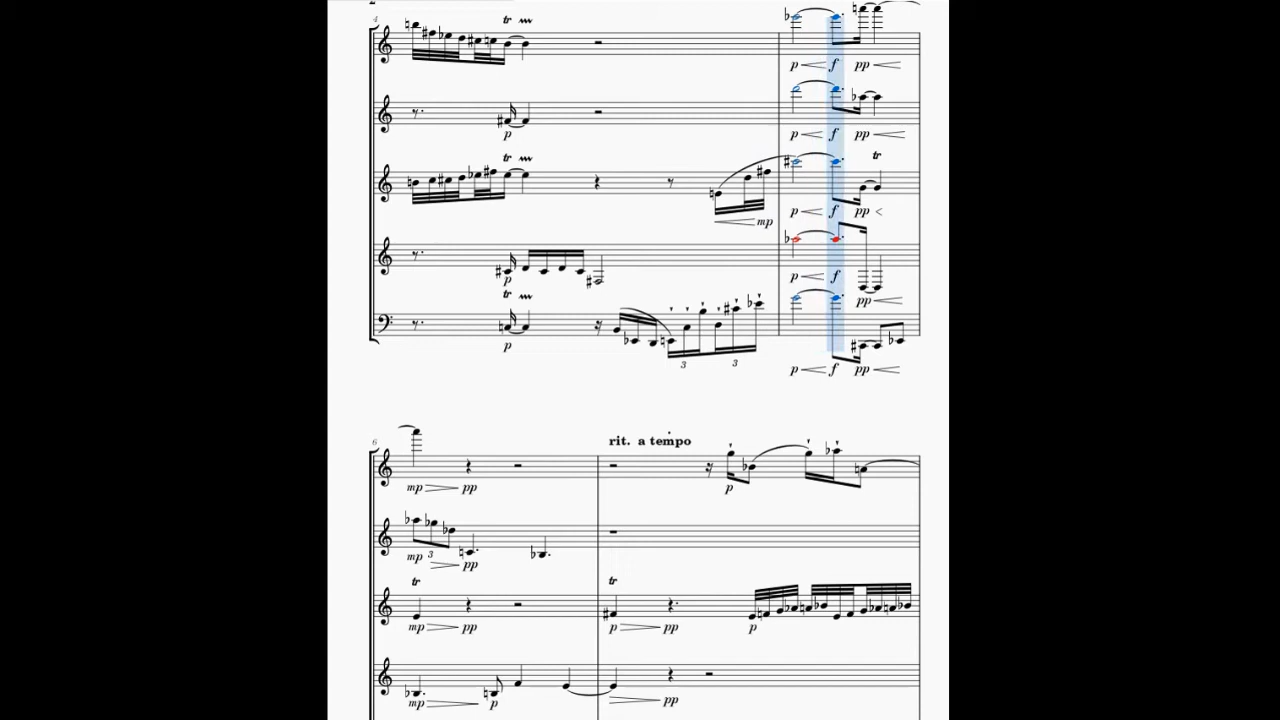 2
4
tr
p f pp
p
p f pp
tr tr
mp p f pp
p
p f pp
tr
p
3 3
p f pp
6
rit. a tempo
mp pp p
mp 3 pp
tr tr
mp pp p pp p
mp p pp